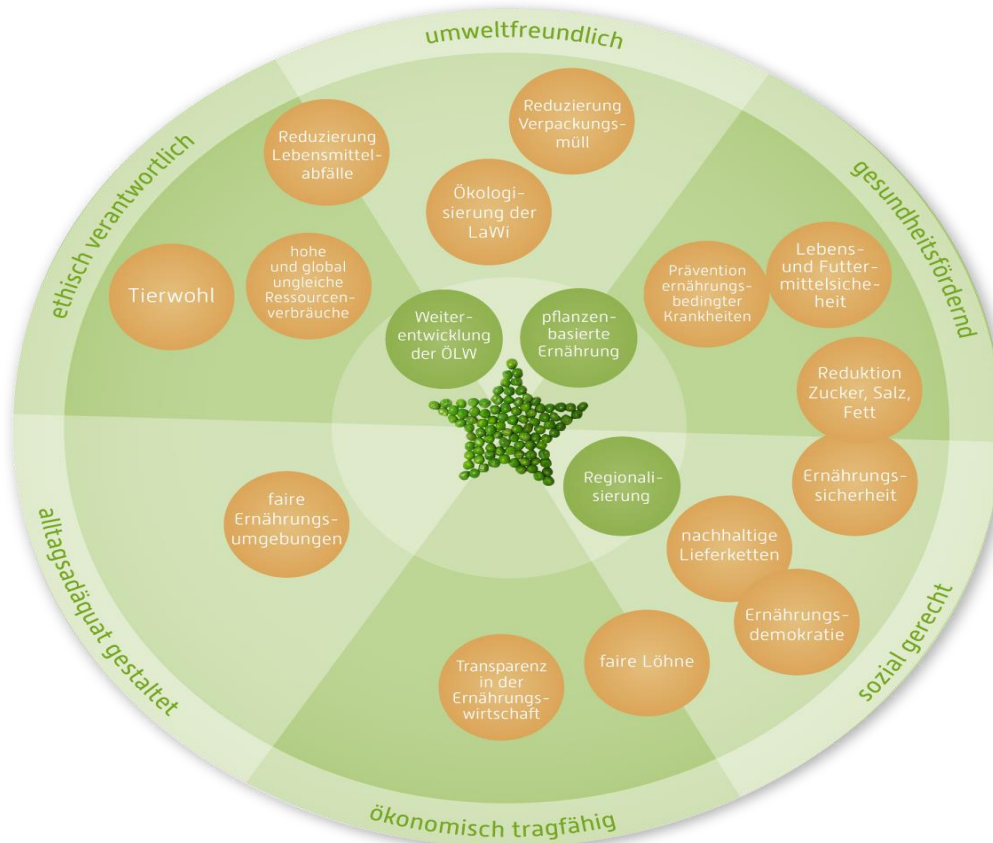 umweltfreundlich
gesundheitsfördernd
sozial gerecht
ökonomisch tragfähig
alltagsadäquat gestaltet
ethisch verantwortlich
Reduzierung
Lebensmittel-
abfälle
Reduzierung
Verpackungs-
müll
Ökologi-
sierung der
LaWi
Tierwohl
hohe
und global
ungleiche
Ressourcen-
verbräuche
Prävention
ernährungs-
bedingter
Krankheiten
Lebens-
und Futter-
mittelsiche-
heit
Weiter-
entwicklung
der ÖLW
pflanzen-
basierte
Ernährung
Reduktion
Zucker, Salz,
Fett
Regionali-
sierung
Ernährungs-
sicherheit
faire
Ernährungs-
umgebungen
nachhaltige
Lieferketten
Ernährungs-
demokratie
faire Löhne
Transparenz
in der
Ernährungs-
wirtschaft